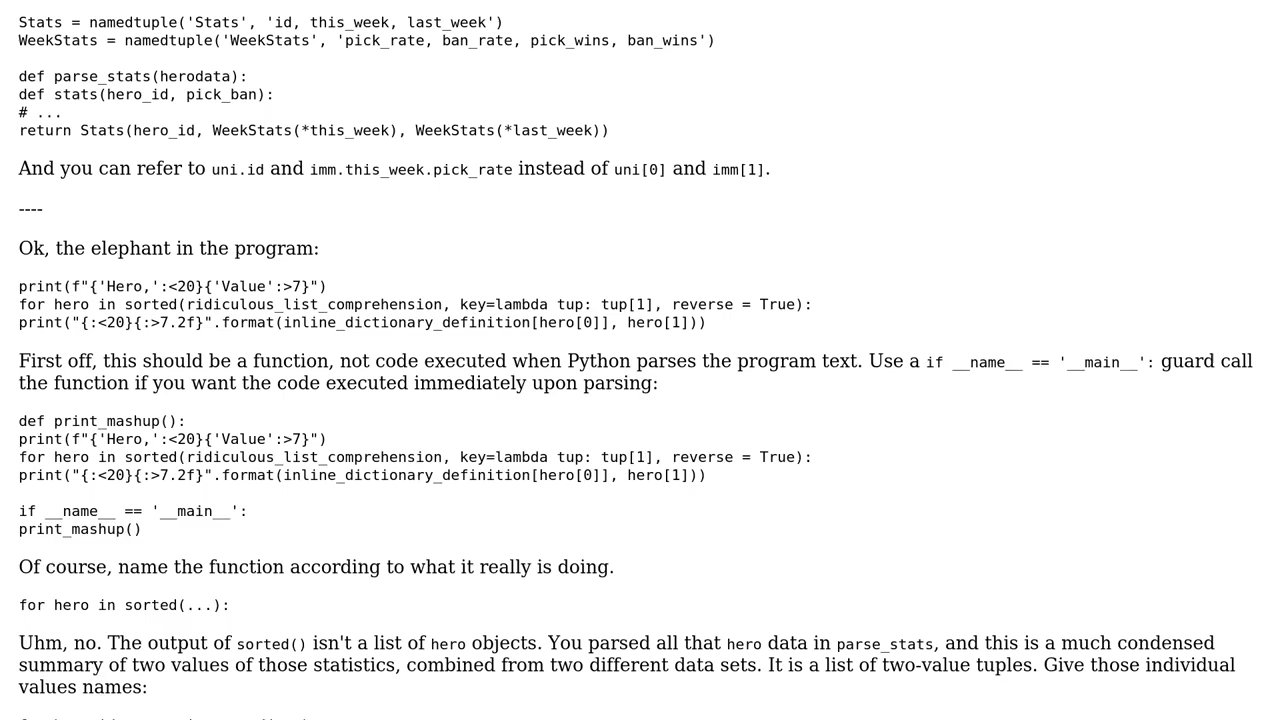 Stats = namedtuple('Stats', 'id, this_week, last_week')
WeekStats = namedtuple('WeekStats', 'pick_rate, ban_rate, pick_wins, ban_wins')
def parse_stats(herodata):
def stats(hero_id, pick_ban):
# ...
return Stats(hero_id, WeekStats(*this_week), WeekStats(*last_week))
And you can refer to uni.id and imm.this_week.pick_rate instead of uni[0] and imm[1].
----
Ok, the elephant in the program:
print(f"{'Hero,':<20}{'Value':>7}")
for hero in sorted(ridiculous_list_comprehension, key=lambda tup: tup[1], reverse = True):
print("{:<20}{:>7.2f}".format(inline_dictionary_definition[hero[0]], hero[1]))
First off, this should be a function, not code executed when Python parses the program text. Use a if __name__ == '__main__': guard call
the function if you want the code executed immediately upon parsing:
def print_mashup():
print(f"{'Hero,':<20}{'Value':>7}")
for hero in sorted(ridiculous_list_comprehension, key=lambda tup: tup[1], reverse = True):
print("{:<20}{:>7.2f}".format(inline_dictionary_definition[hero[0]], hero[1]))
if __name__ == '__main__':
print_mashup()
Of course, name the function according to what it really is doing.
for hero in sorted(...):
Uhm, no. The output of sorted() isn't a list of hero objects. You parsed all that hero data in parse_stats, and this is a much condensed
summary of two values of those statistics, combined from two different data sets. It is a list of two-value tuples. Give those individual
values names: